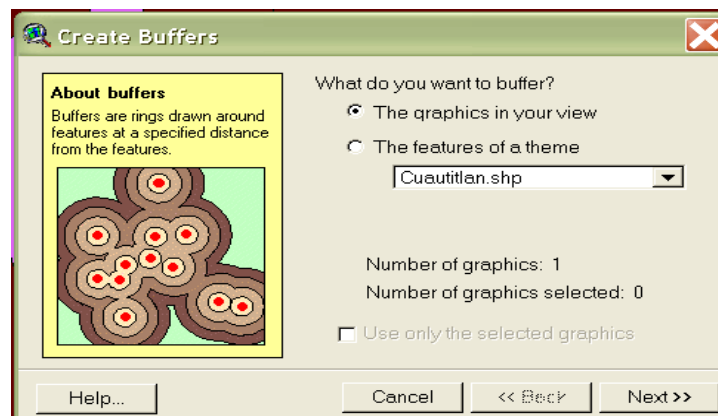 Create Buffers
About buffers
Buffers are rings drawn around
features at a specified distance
from the features.
What do you want to buffer?
The graphics in your view
The features of a theme
Cuautitlan.shp
Number of graphics: 1
Number of graphics selected: 0
Use only the selected graphics
Help...
Cancel
<< Back
Next >>